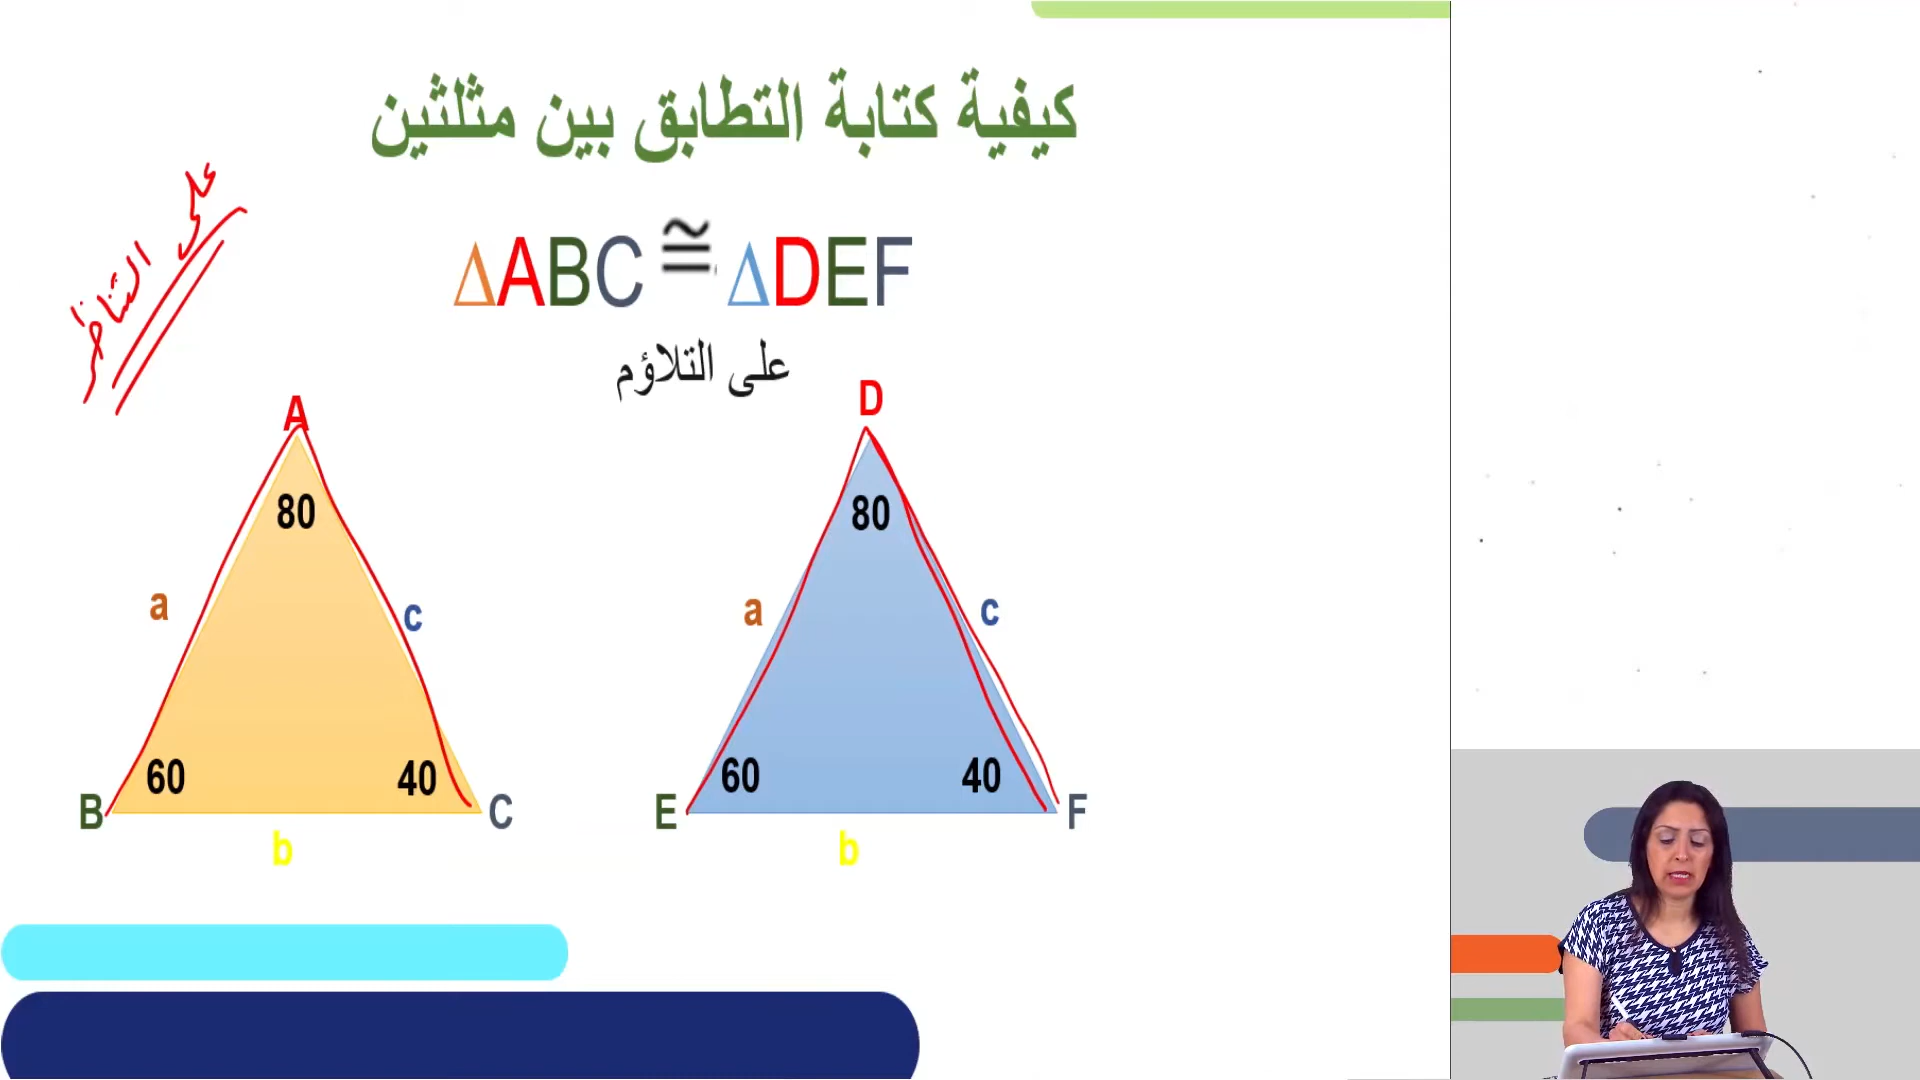 كيفية كتابة التطابق بين مثلثين
على التناظر
ΔABC ≅ ΔDEF
على التلاؤم
A
D
80
80
a
c
a
c
60
40
60
40
B
C
E
F
b
b